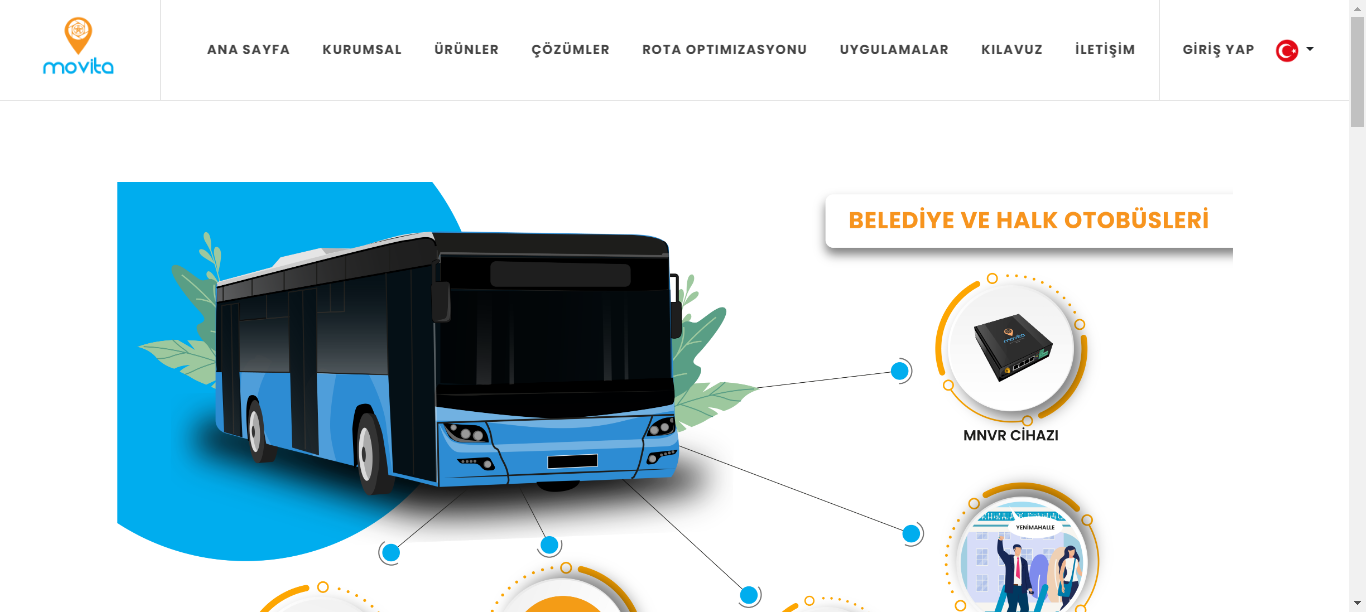 movita
ANA SAYFA
KURUMSAL
ÜRÜNLER
ÇÖZÜMLER
ROTA OPTIMIZASYONU
UYGULAMALAR
KILAVUZ
İLETİŞİM
GİRİŞ YAP
BELEDİYE VE HALK OTOBÜSLERİ
movita
MNVR CİHAZI
YENİMAHALLE